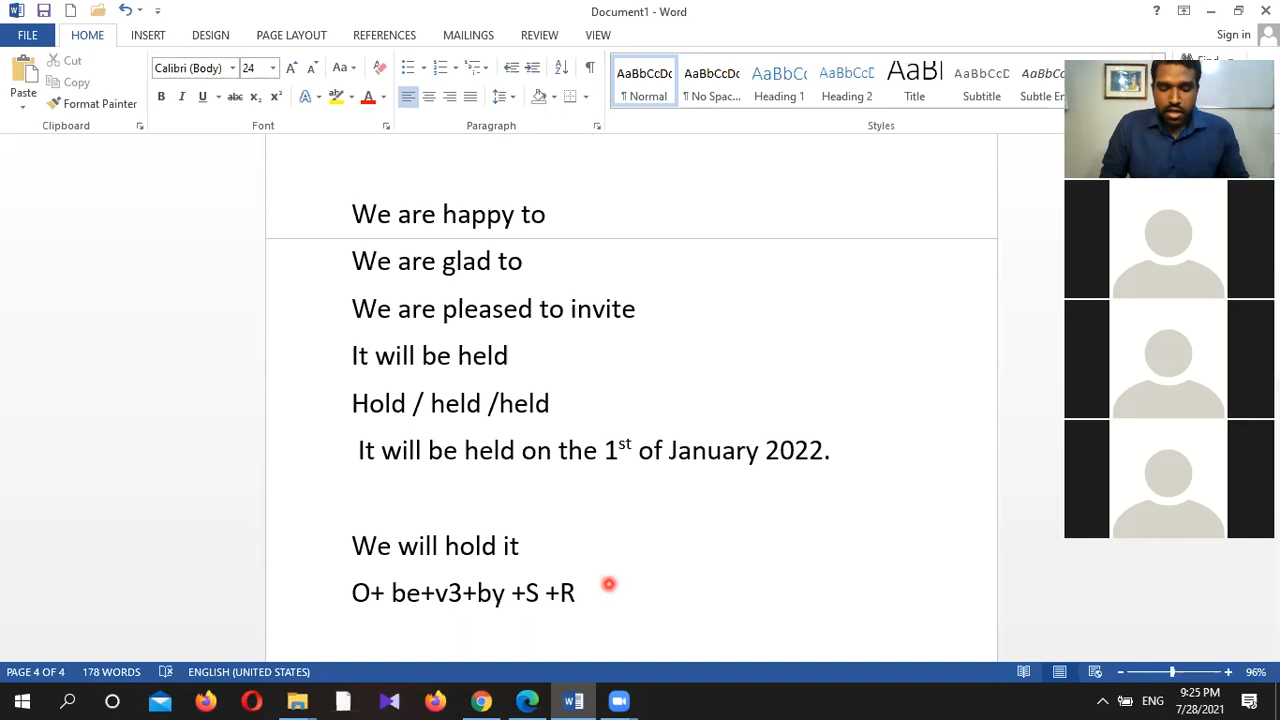 Document1 - Word
?
FILE HOME INSERT DESIGN PAGE LAYOUT REFERENCES MAILINGS REVIEW VIEW Sign in
Cut
Copy
Paste
Format Painter
Calibri (Body) 24
AaBbCcDc AaBbCcDc AaBbCc AaBbCc AaBl AaBbCcD AaBbCcDc
¶ Normal ¶ No Spac... Heading 1 Heading 2 Title Subtitle Subtle Em
Clipboard Font Paragraph Styles
We are happy to
We are glad to
We are pleased to invite
It will be held
Hold / held /held
It will be held on the 1st of January 2022.
We will hold it
O+ be+v3+by +S +R
PAGE 4 OF 4 178 WORDS ENGLISH (UNITED STATES) 96%
ENG
9:25 PM
7/28/2021